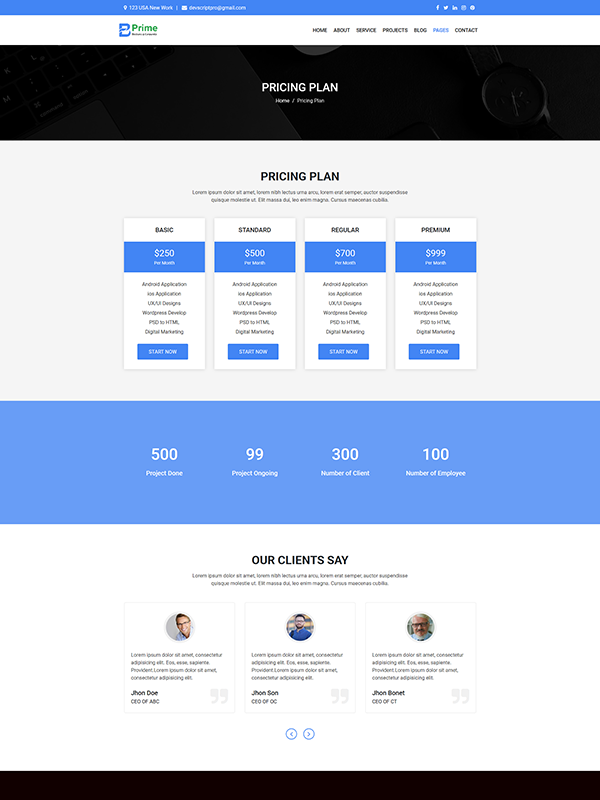 123 USA New Work | devscriptpro@gmail.com
Prime
HOME ABOUT SERVICE PROJECTS BLOG PAGES CONTACT
PRICING PLAN
Home / Pricing Plan
PRICING PLAN
Lorem ipsum dolor sit amet, lorem nibh lectus urna arcu, lorem erat semper, auctor suspendisse
quisque molestie ut. Elit massa dui, leo enim magna. Cursus maecenas cubilia.
BASIC STANDARD REGULAR PREMIUM
$250 $500 $700 $999
Per Month Per Month Per Month Per Month
Android Application Android Application Android Application Android Application
ios Application ios Application ios Application ios Application
UX/UI Designs UX/UI Designs UX/UI Designs UX/UI Designs
Wordpress Develop Wordpress Develop Wordpress Develop Wordpress Develop
PSD to HTML PSD to HTML PSD to HTML PSD to HTML
Digital Marketing Digital Marketing Digital Marketing Digital Marketing
START NOW START NOW START NOW START NOW
500 99 300 100
Project Done Project Ongoing Number of Client Number of Employee
OUR CLIENTS SAY
Lorem ipsum dolor sit amet, lorem nibh lectus urna arcu, lorem erat semper, auctor suspendisse
quisque molestie ut. Elit massa dui, leo enim magna. Cursus maecenas cubilia.
Lorem ipsum dolor sit amet, consectetur
adipisicing elit. Eos, esse, sapiente.
Provident.Lorem ipsum dolor sit amet,
consectetur adipisicing elit.
Jhon Doe
CEO OF ABC
Lorem ipsum dolor sit amet, consectetur
adipisicing elit. Eos, esse, sapiente.
Provident.Lorem ipsum dolor sit amet,
consectetur adipisicing elit.
Jhon Son
CEO OF OC
Lorem ipsum dolor sit amet, consectetur
adipisicing elit. Eos, esse, sapiente.
Provident.Lorem ipsum dolor sit amet,
consectetur adipisicing elit.
Jhon Bonet
CEO OF CT